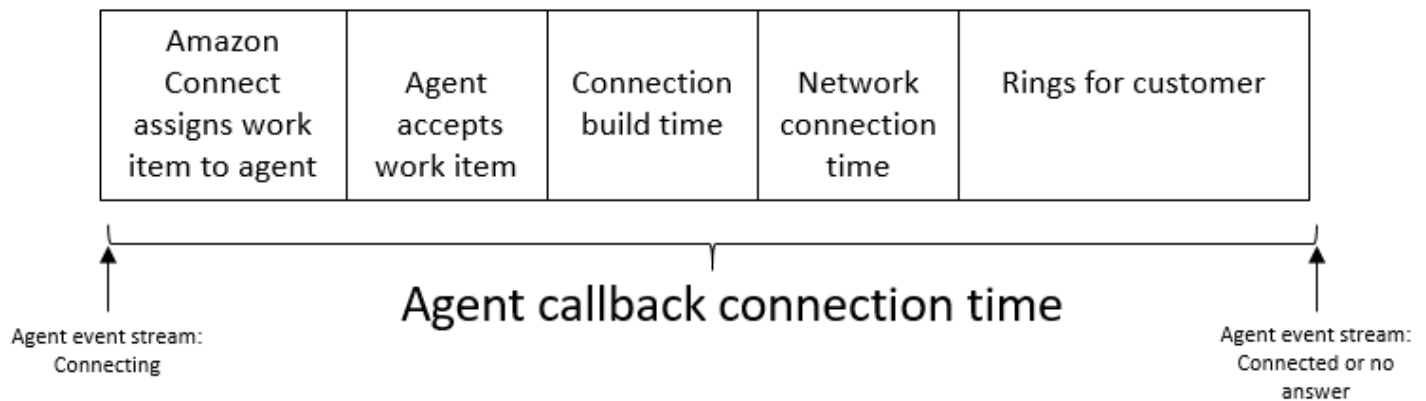 Amazon
Connect
assigns work
item to agent
Agent
accepts
work item
Connection
build time
Network
connection
time
Rings for customer
Agent callback connection time
Agent event stream:
Connecting
Agent event stream:
Connected or no
answer